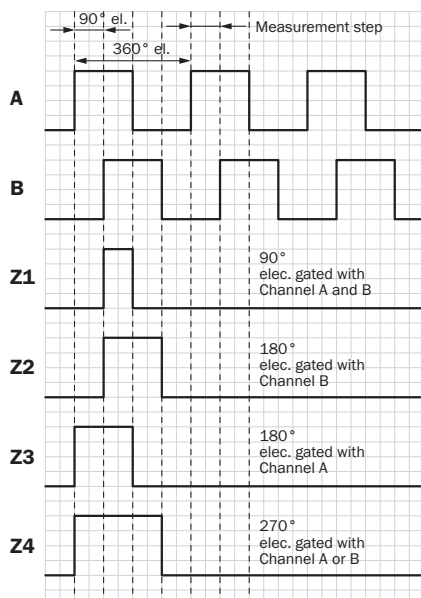 90° el.
Measurement step
360° el.
A
B
Z1
90°
elec. gated with
Channel A and B
Z2
180°
elec. gated with
Channel B
Z3
180°
elec. gated with
Channel A
Z4
270°
elec. gated with
Channel A or B